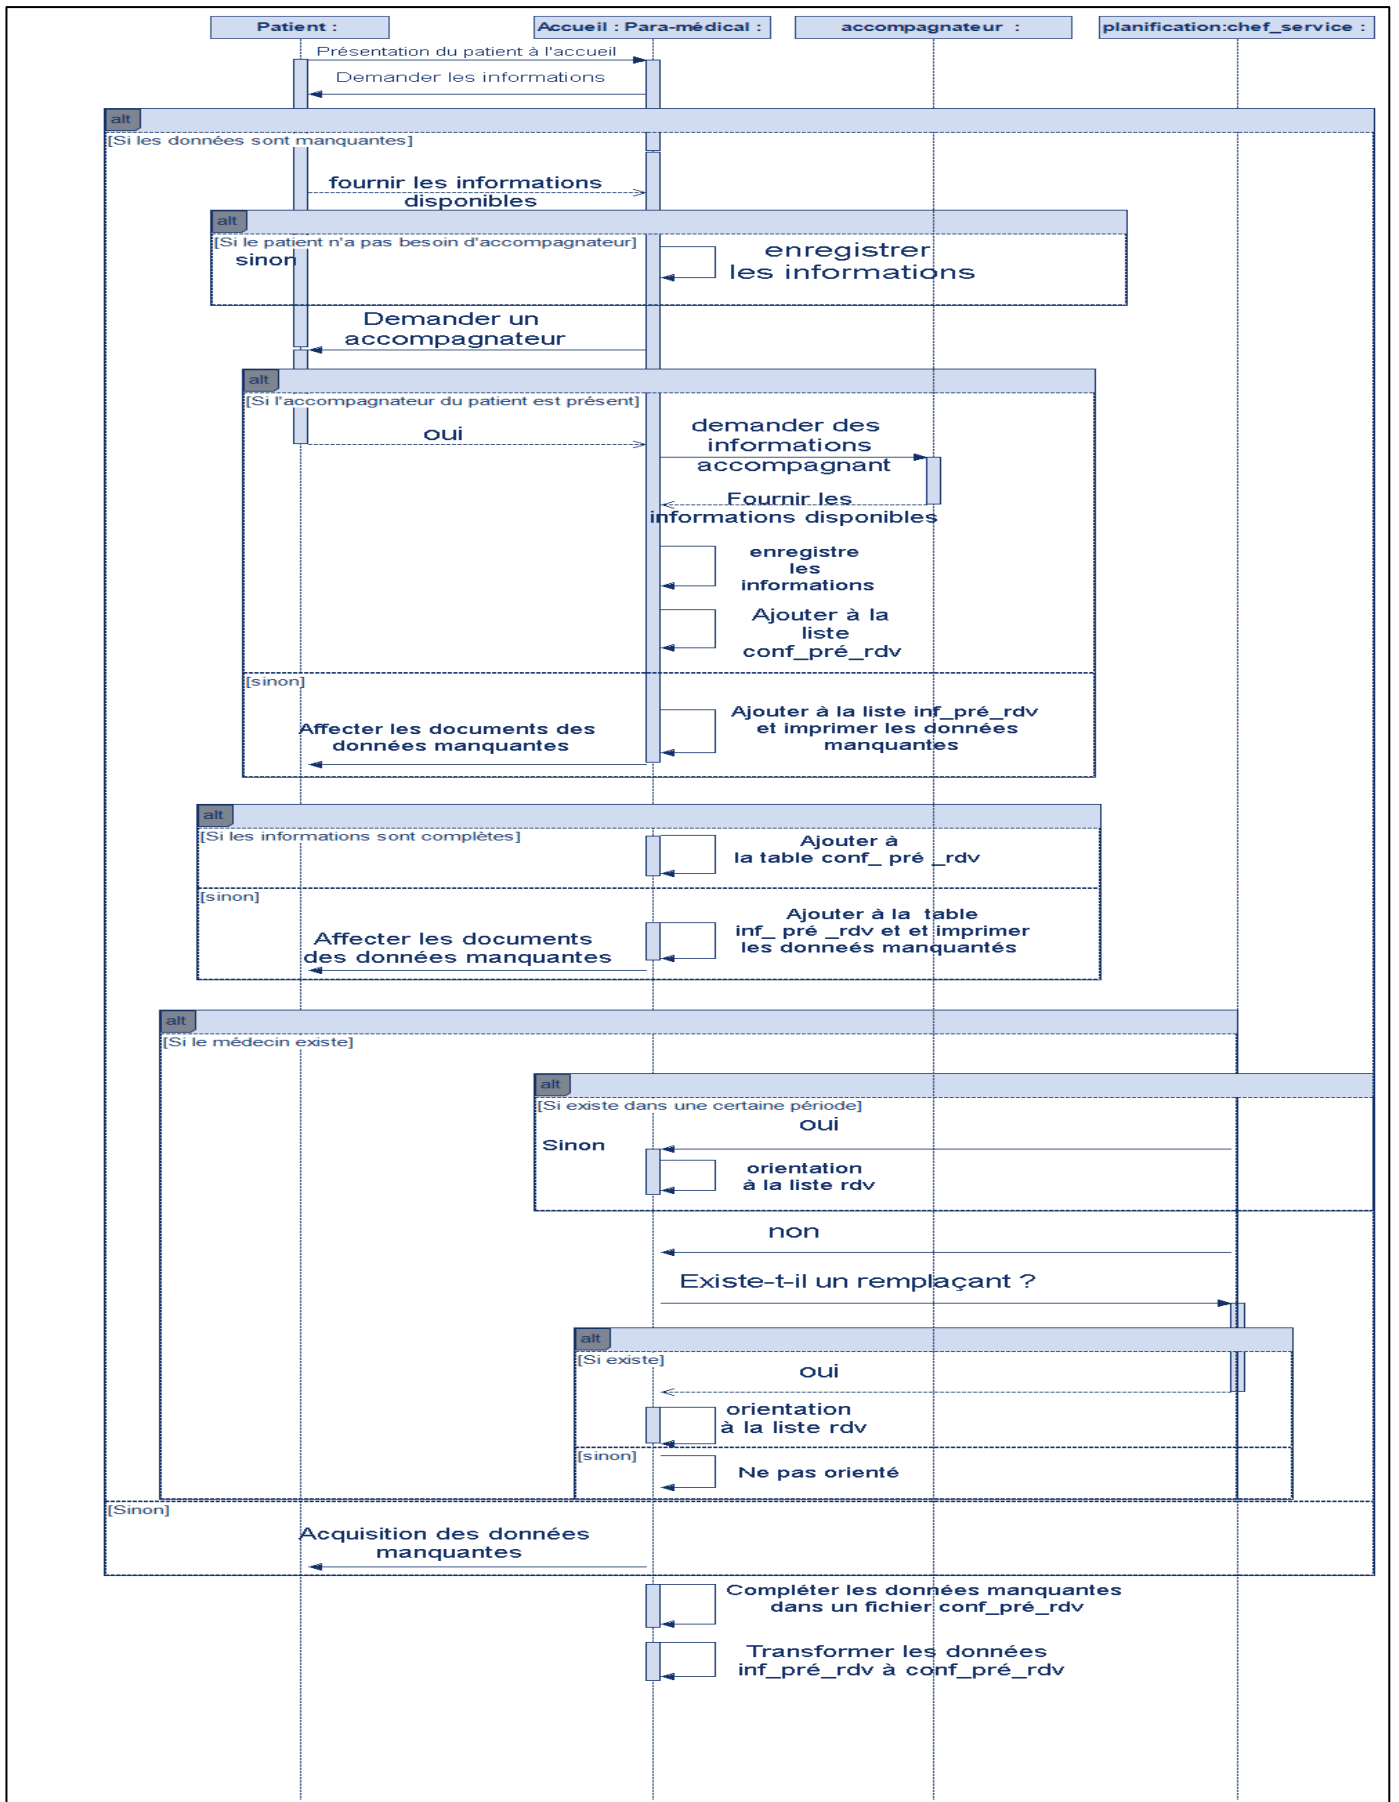 Patient :
Accueil : Para-médical :
accompagnateur :
planification:chef_service :
Présentation du patient à l'accueil
Demander les informations
alt
[Si les données sont manquantes]
fournir les informations
disponibles
alt
[Si le patient n'a pas besoin d'accompagnateur]
sinon
enregistrer
les informations
Demander un
accompagnateur
alt
[Si l'accompagnateur du patient est présent]
oui
demander des
informations
accompagnant
Fournir les
informations disponibles
enregistre
les
informations
Ajouter à la
liste
conf_pré_rdv
[sinon]
Affecter les documents des
données manquantes
Ajouter à la liste inf_pré_rdv
et imprimer les données
manquantes
alt
[Si les informations sont complètes]
Ajouter à
la table conf_ pré _rdv
[sinon]
Affecter les documents
des données manquantes
Ajouter à la table
inf_ pré _rdv et et imprimer
les donneés manquantés
alt
[Si le médecin existe]
alt
[Si existe dans une certaine période]
oui
Sinon
orientation
à la liste rdv
non
Existe-t-il un remplaçant ?
alt
[Si existe]
oui
orientation
à la liste rdv
[sinon]
Ne pas orienté
[Sinon]
Acquisition des données
manquantes
Compléter les données manquantes
dans un fichier conf_pré_rdv
Transformer les données
inf_pré_rdv à conf_pré_rdv